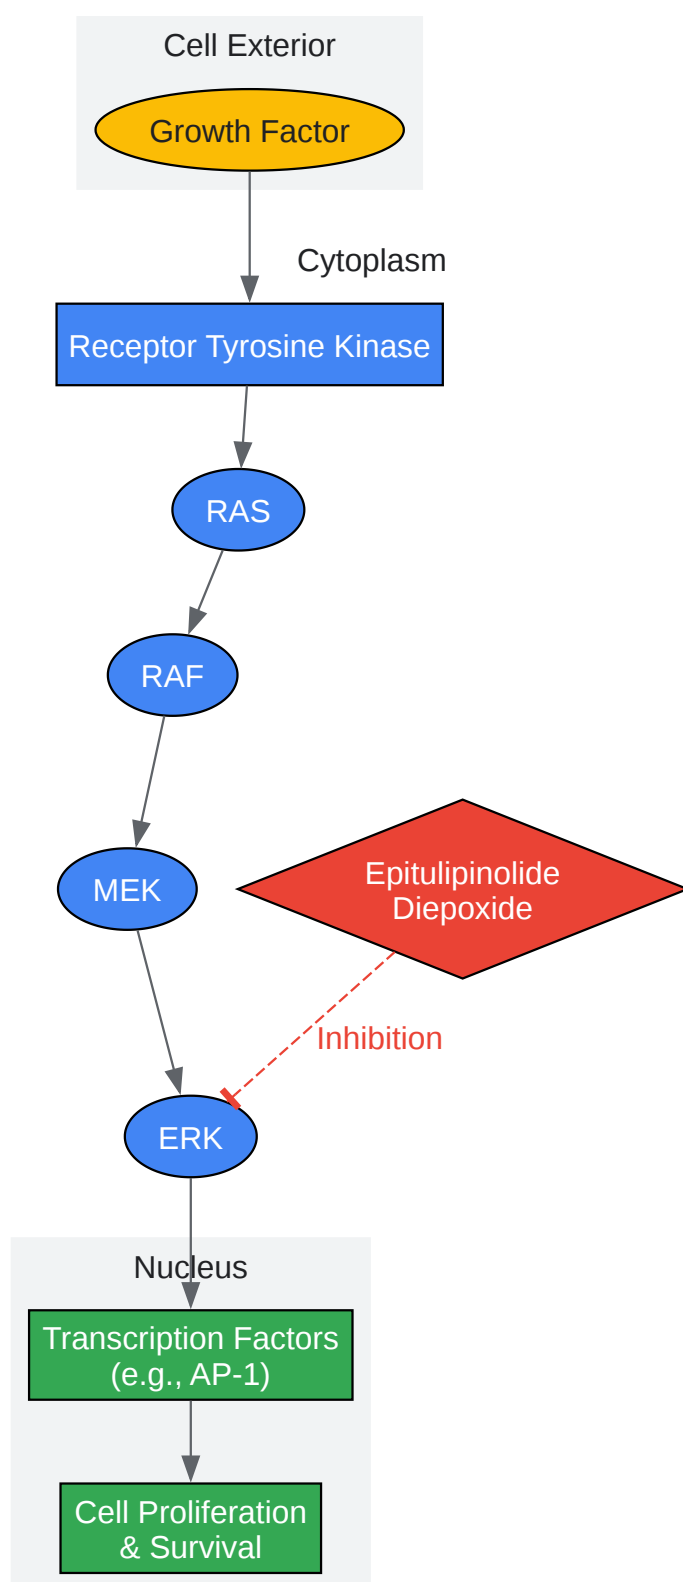 Cell Exterior
Growth Factor
Cytoplasm
Receptor Tyrosine Kinase
RAS
RAF
MEK
Epitulipinolide
Diepoxide
Inhibition
ERK
Nucleus
Transcription Factors
(e.g., AP-1)
Cell Proliferation
& Survival